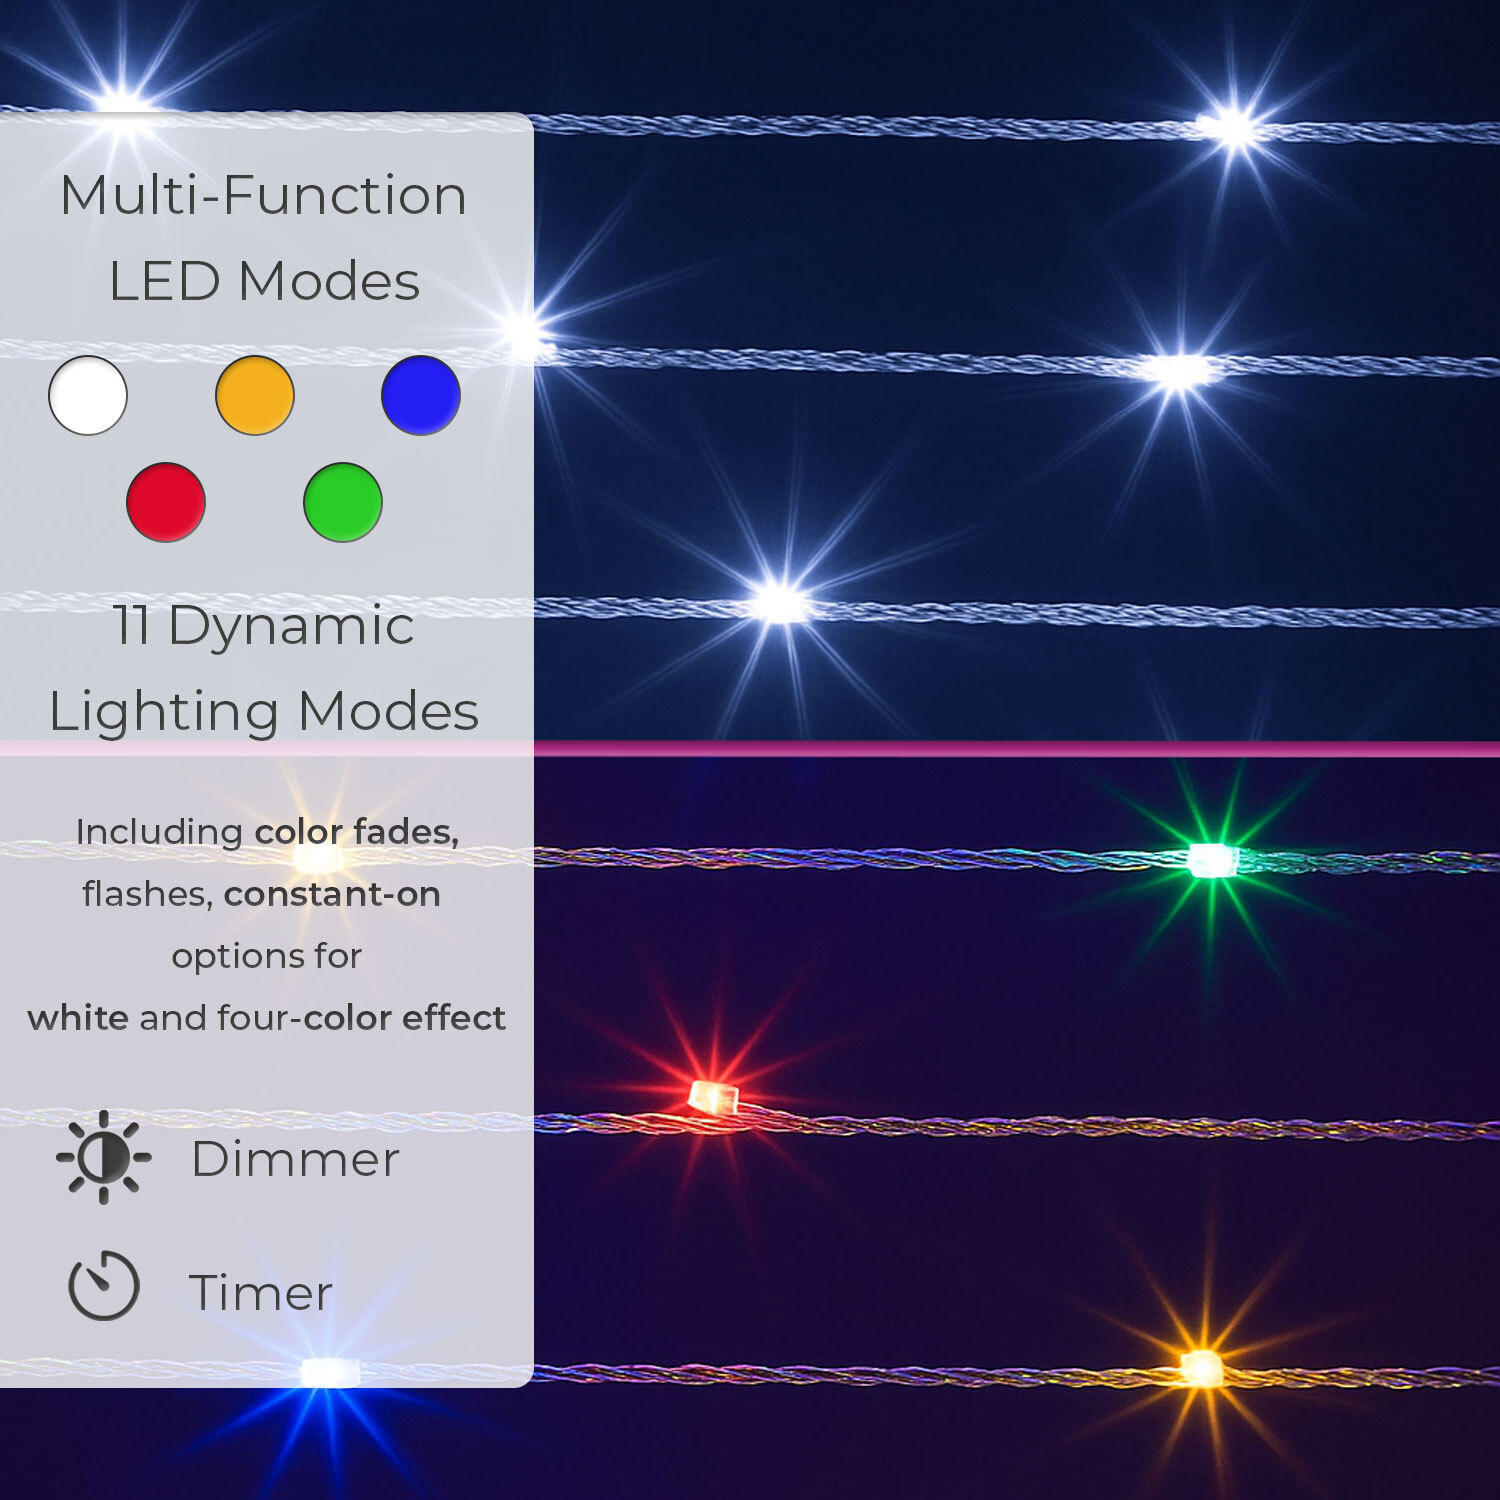 Multi-Function
LED Modes
11 Dynamic
Lighting Modes
Including color fades,
flashes, constant-on
options for
white and four-color effect
Dimmer
Timer